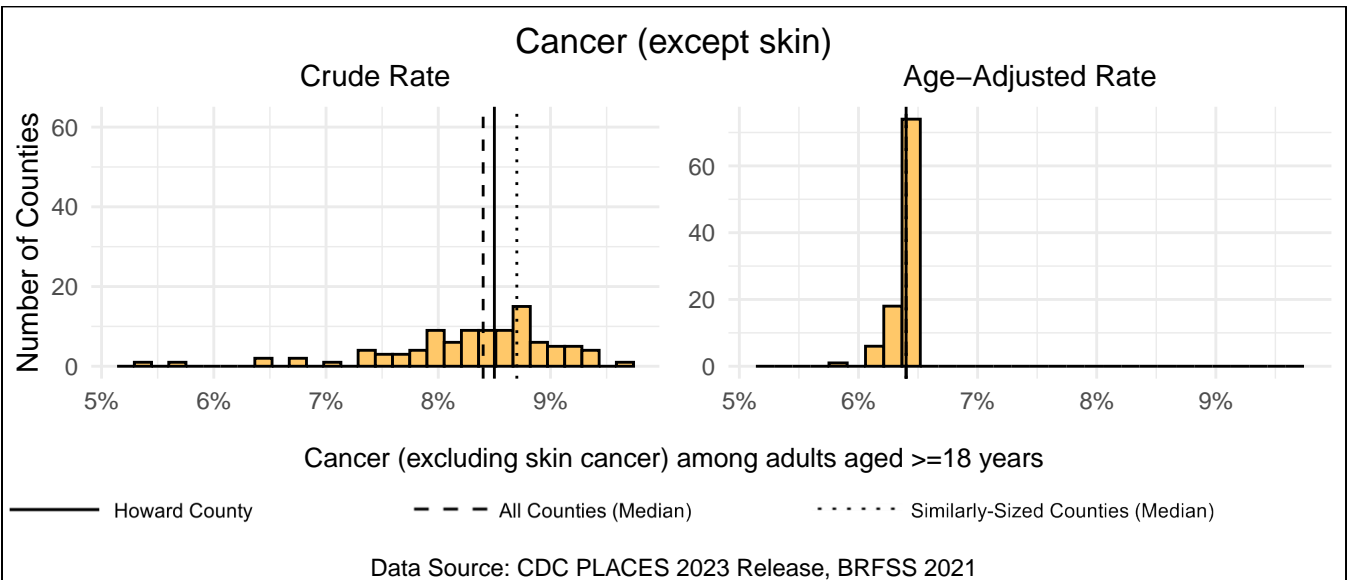 Cancer (except skin)
Crude Rate
Age−Adjusted Rate
Number of Counties
60
40
20
0
5%
6%
7%
8%
9%
60
40
20
0
5%
6%
7%
8%
9%
Cancer (excluding skin cancer) among adults aged >=18 years
Howard County
All Counties (Median)
Similarly-Sized Counties (Median)
Data Source: CDC PLACES 2023 Release, BRFSS 2021